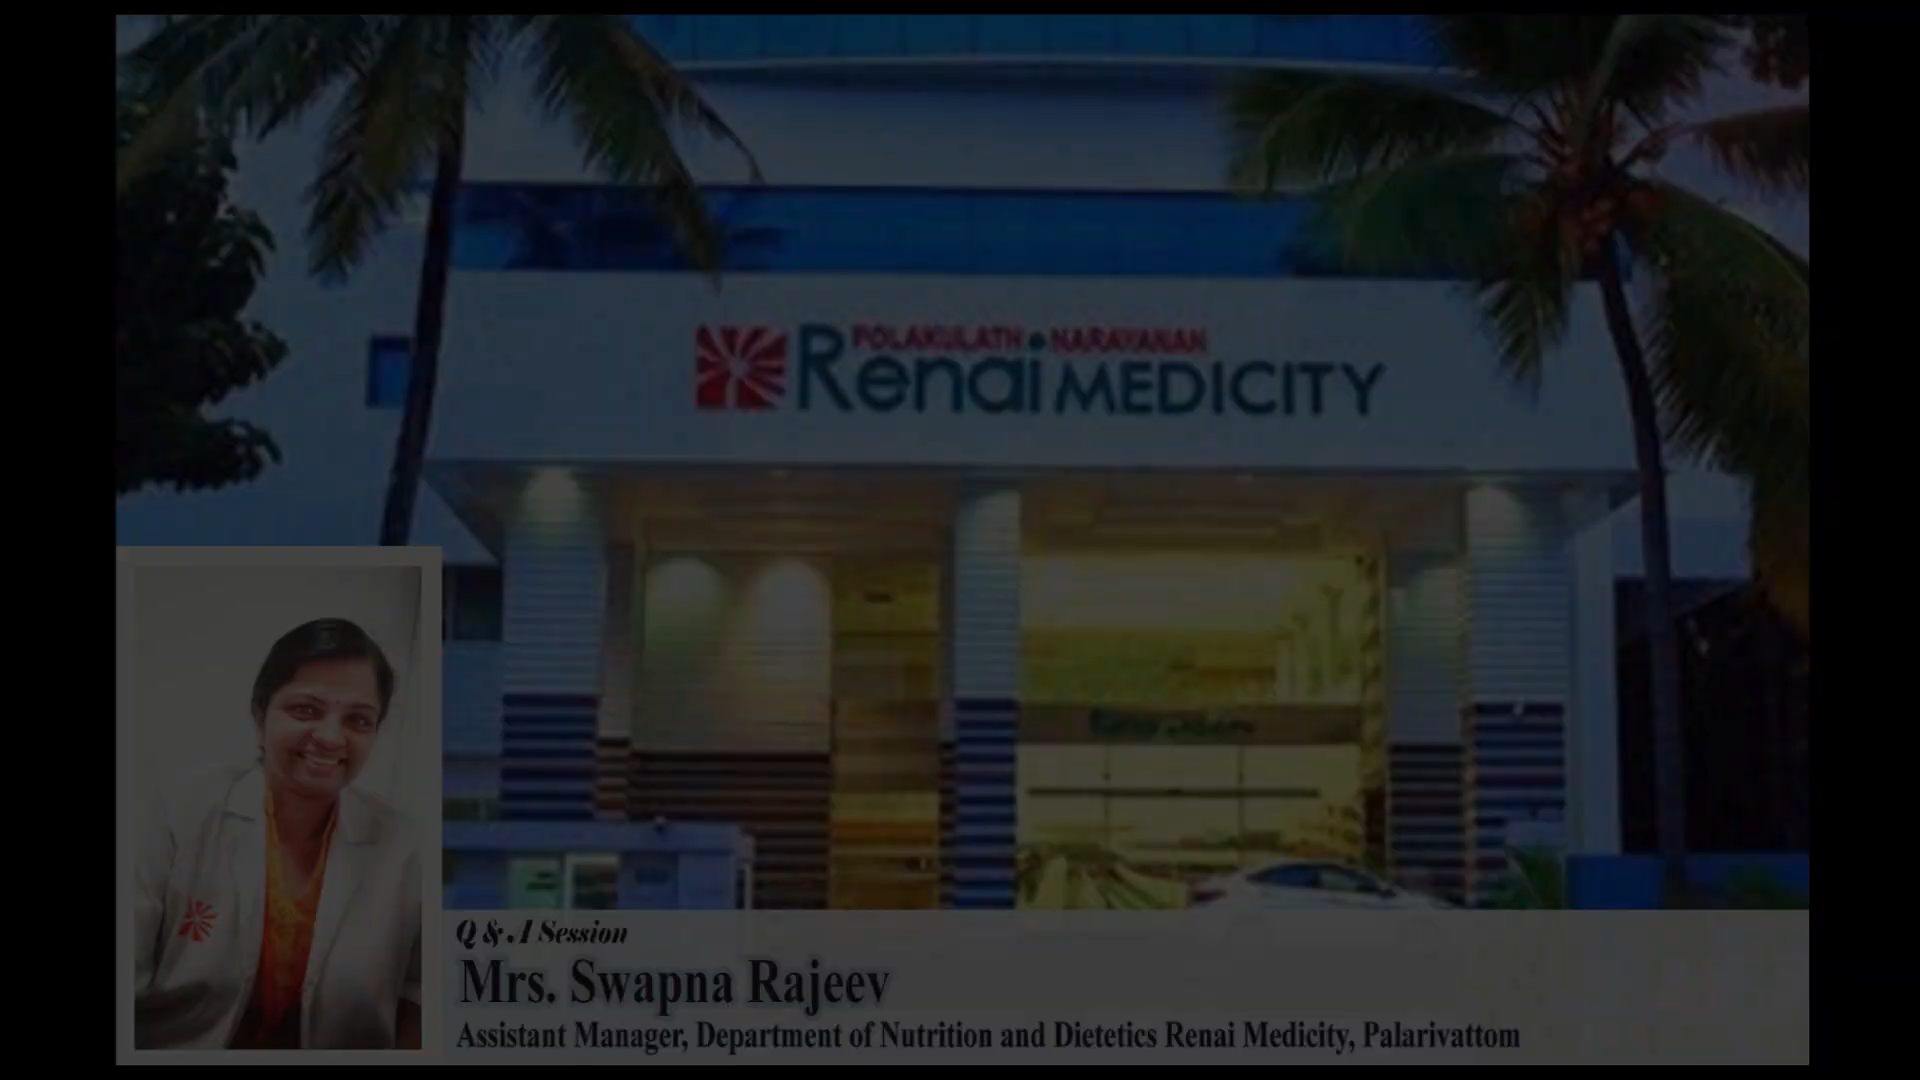 POLAKULATH NARAYANAN
Renai MEDICITY
Q & A Session
Mrs. Swapna Rajeev
Assistant Manager, Department of Nutrition and Dietetics Renai Medicity, Palarivattom